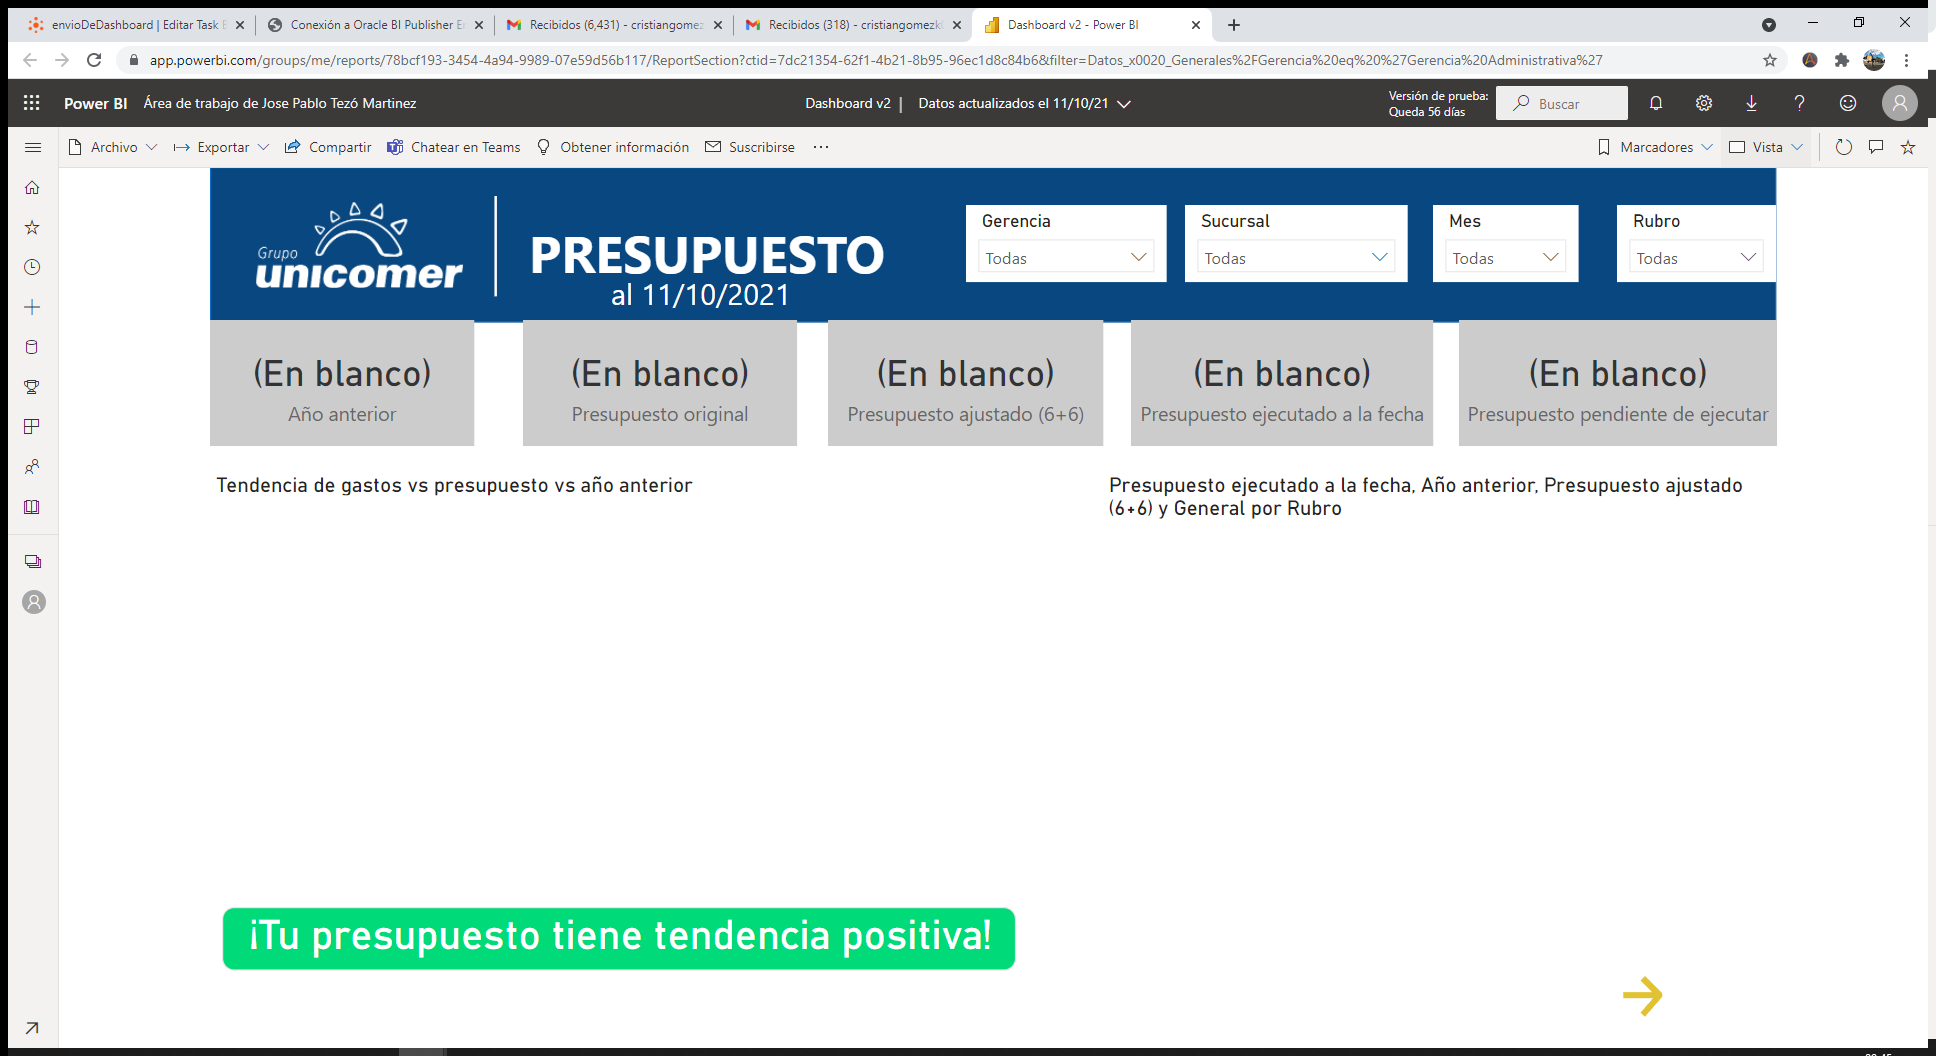 envioDeDashboard | Editar Task E
Conexión a Oracle BI Publisher E
Recibidos (6,431) - cristiangomez
Recibidos (318) - cristiangomezk
Dashboard v2 - Power BI
app.powerbi.com/groups/me/reports/78bcf193-3454-4a94-9989-07e59d56b117/ReportSection?ctid=7dc21354-62f1-4b21-8b95-96ec1d8c84b6&filter=Datos_x0020_Generales%2FGerencia%20eq%20%27Gerencia%20Administrativa%27
Power BI Área de trabajo de Jose Pablo Tezó Martinez
Dashboard v2 | Datos actualizados el 11/10/21
Versión de prueba:
Queda 56 días
Buscar
Archivo Exportar Compartir Chatear en Teams Obtener información Suscribirse ... Marcadores Vista
Grupo
unicomer
PRESUPUESTO
al 11/10/2021
Gerencia
Todas
Sucursal
Todas
Mes
Todas
Rubro
Todas
(En blanco)
Año anterior
(En blanco)
Presupuesto original
(En blanco)
Presupuesto ajustado (6+6)
(En blanco)
Presupuesto ejecutado a la fecha
(En blanco)
Presupuesto pendiente de ejecutar
Tendencia de gastos vs presupuesto vs año anterior
Presupuesto ejecutado a la fecha, Año anterior, Presupuesto ajustado
(6+6) y General por Rubro
¡Tu presupuesto tiene tendencia positiva!